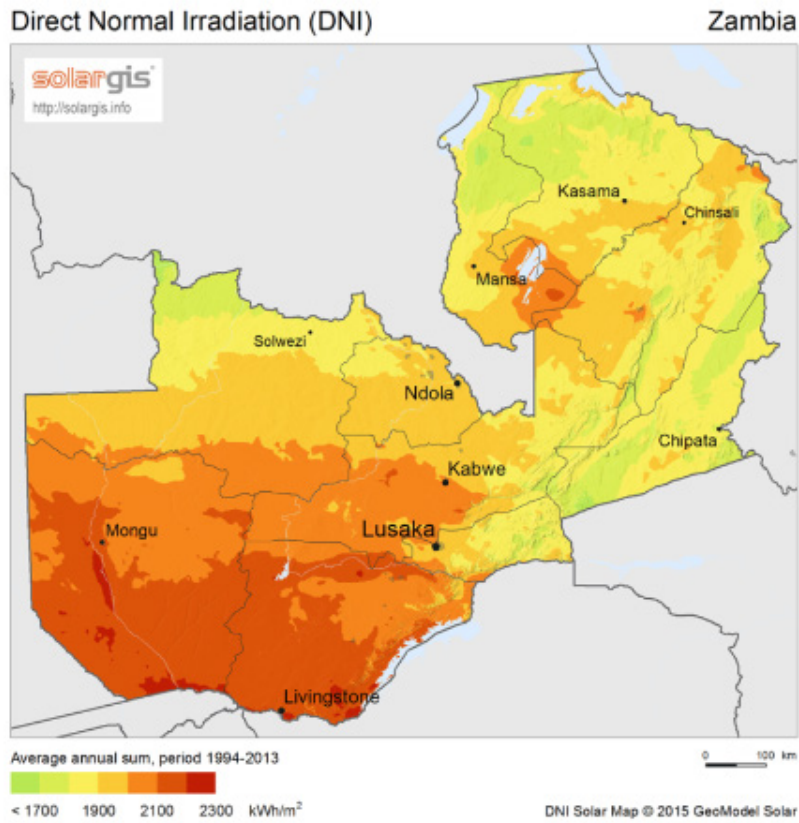 Direct Normal Irradiation (DNI)
Zambia
solargis
http://solargis.info
Kasama
Chinsali
Mansa
Solwezi
Ndola
Chipata
Kabwe
Lusaka
Mongu
Livingstone
Average annual sum, period 1994-2013
0 100 km
< 1700 1900 2100 2300 kWh/m²
DNI Solar Map © 2015 GeoModel Solar